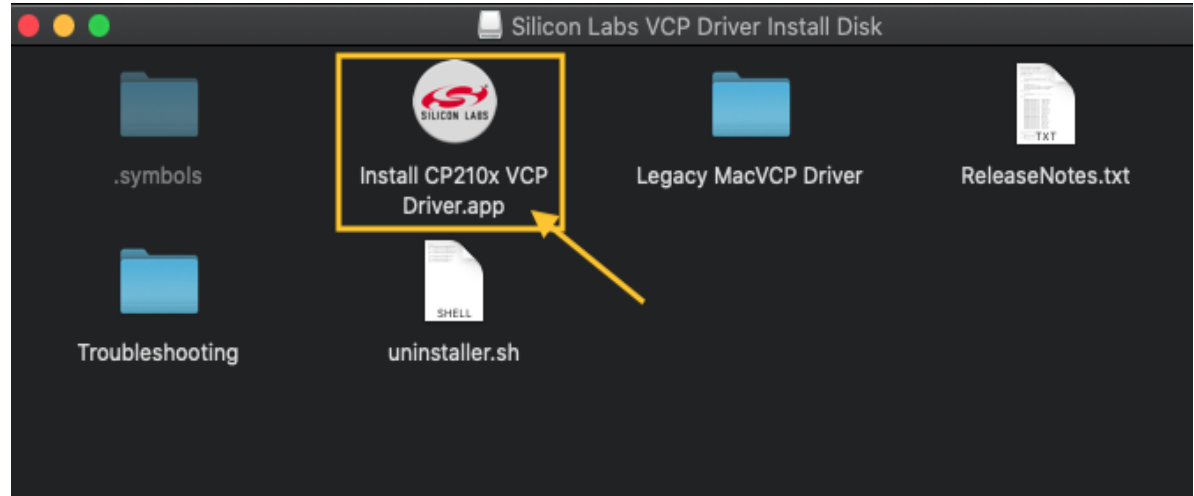 Silicon Labs VCP Driver Install Disk
SILICON LABS
TXT
.symbols
Install CP210x VCP
Driver.app
Legacy MacVCP Driver
ReleaseNotes.txt
SHELL
Troubleshooting
uninstaller.sh